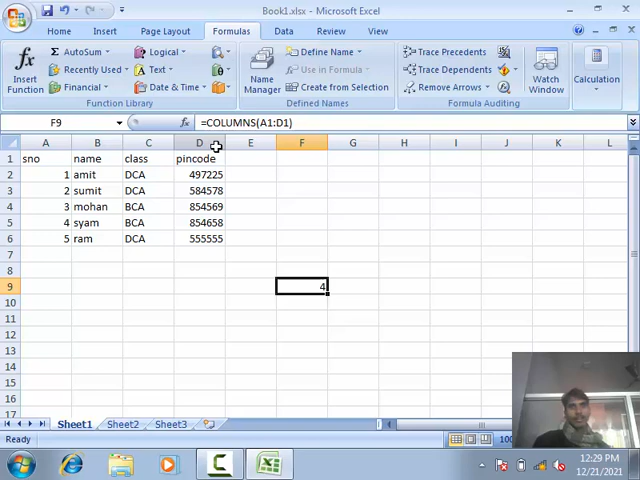 Book1.xlsx - Microsoft Excel
Home Insert Page Layout Formulas Data Review View
fx Insert Function
Σ AutoSum
Recently Used
Financial
Logical
Text
Date & Time
Function Library
Name Manager
Define Name
Use in Formula
Create from Selection
Defined Names
Trace Precedents
Trace Dependents
Remove Arrows
Formula Auditing
Watch Window
Calculation
F9 fx =COLUMNS(A1:D1)
A B C D E F G H I J K L
1 sno name class pincode
2 1 amit DCA 497225
3 2 sumit DCA 584578
4 3 mohan BCA 854569
5 4 syam BCA 854658
6 5 ram DCA 555555
7
8
9 4
10
11
12
13
14
15
16
17
Sheet1 Sheet2 Sheet3
Ready
12:29 PM
12/21/2021